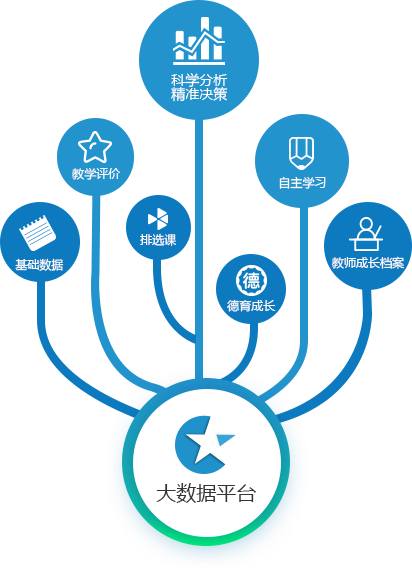 科学分析
精准决策
教学评价
自主学习
基础数据
排选课
教师成长档案
德
德育成长
大数据平台